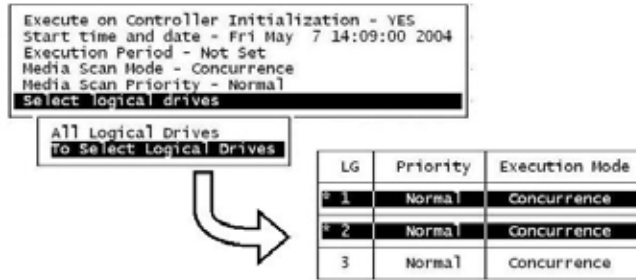 Execute on Controller Initialization - YES
Start time and date - Fri May 7 14:09:00 2004
Execution Period - Not Set
Media Scan Mode - Concurrence
Media Scan Priority - Normal
Select logical drives
All Logical Drives
To Select Logical Drives
LG Priority Execution Mode
* 1 Normal Concurrence
* 2 Normal Concurrence
3 Normal Concurrence